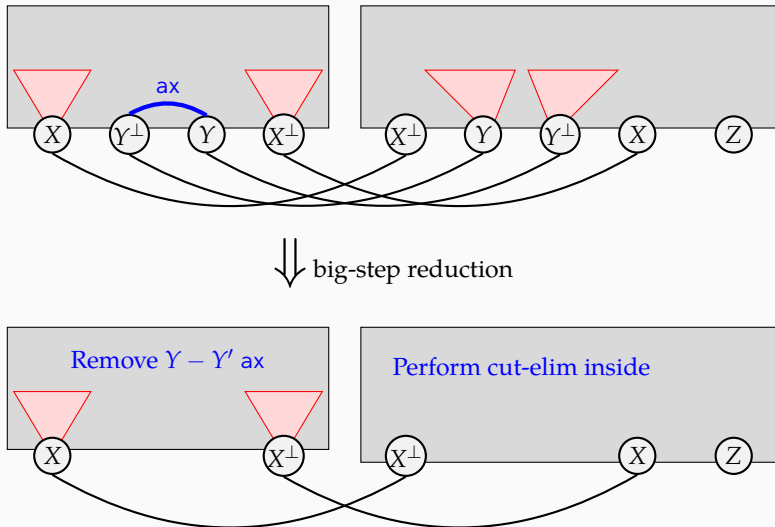 ax
X Y⊥ Y X⊥ X⊥ Y Y⊥ X Z
big-step reduction
Remove Y − Y′ ax
Perform cut-elim inside
X X⊥ X⊥ X Z